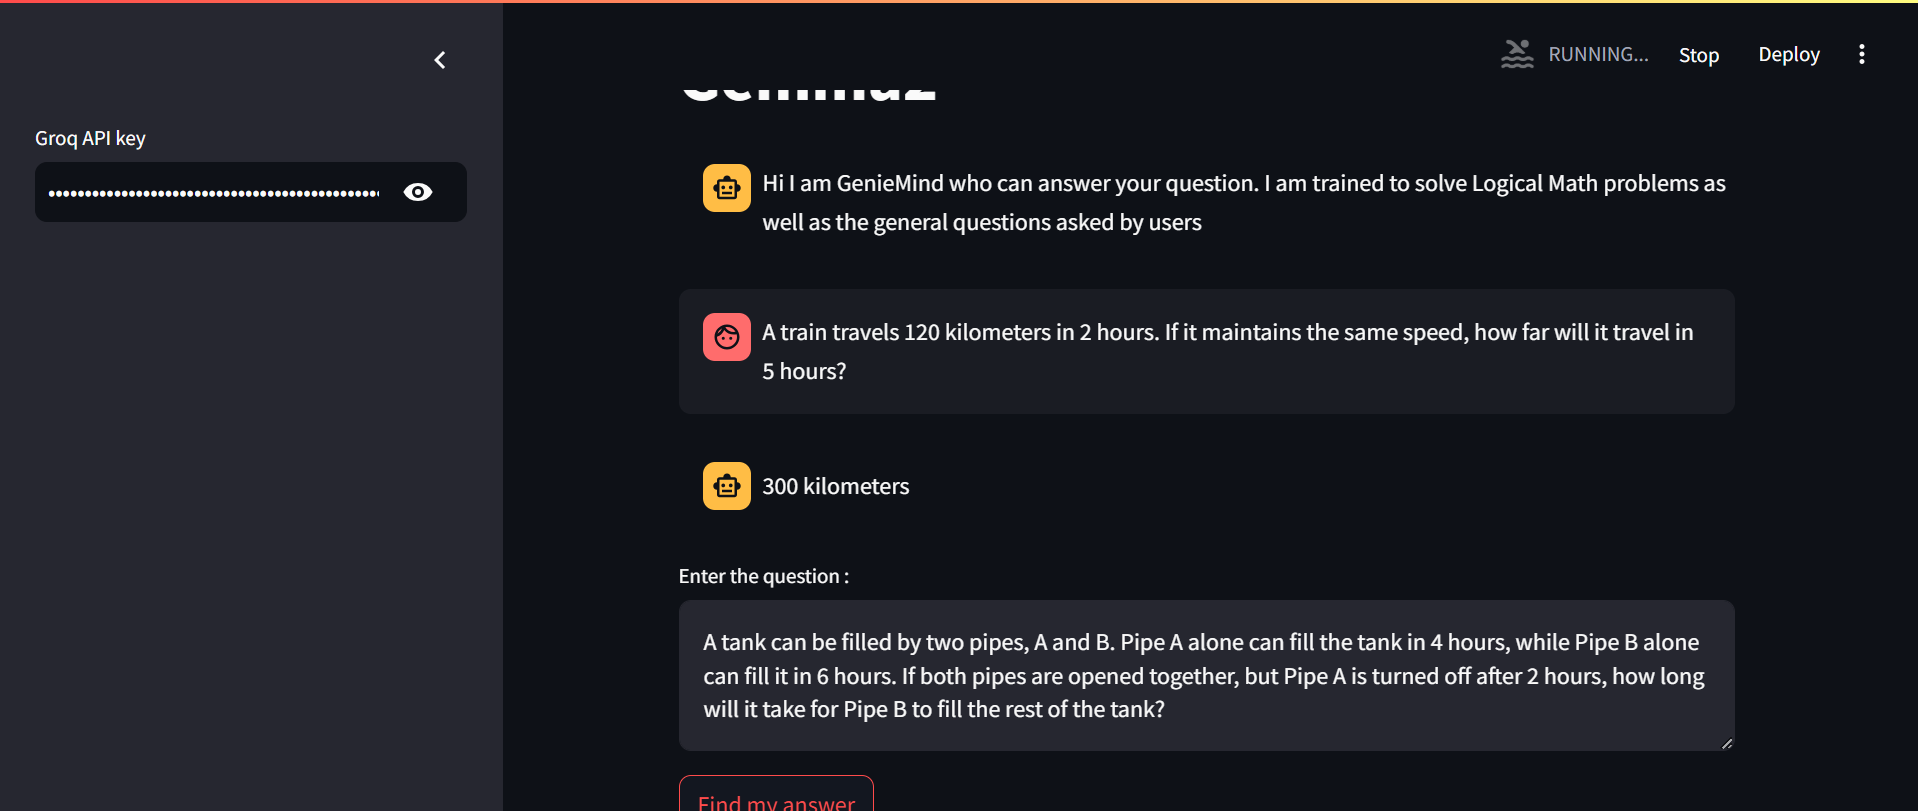 RUNNING...
Stop
Deploy
Groq API key
Hi I am GenieMind who can answer your question. I am trained to solve Logical Math problems as
well as the general questions asked by users
A train travels 120 kilometers in 2 hours. If it maintains the same speed, how far will it travel in
5 hours?
300 kilometers
Enter the question :
A tank can be filled by two pipes, A and B. Pipe A alone can fill the tank in 4 hours, while Pipe B alone
can fill it in 6 hours. If both pipes are opened together, but Pipe A is turned off after 2 hours, how long
will it take for Pipe B to fill the rest of the tank?
Find my answer